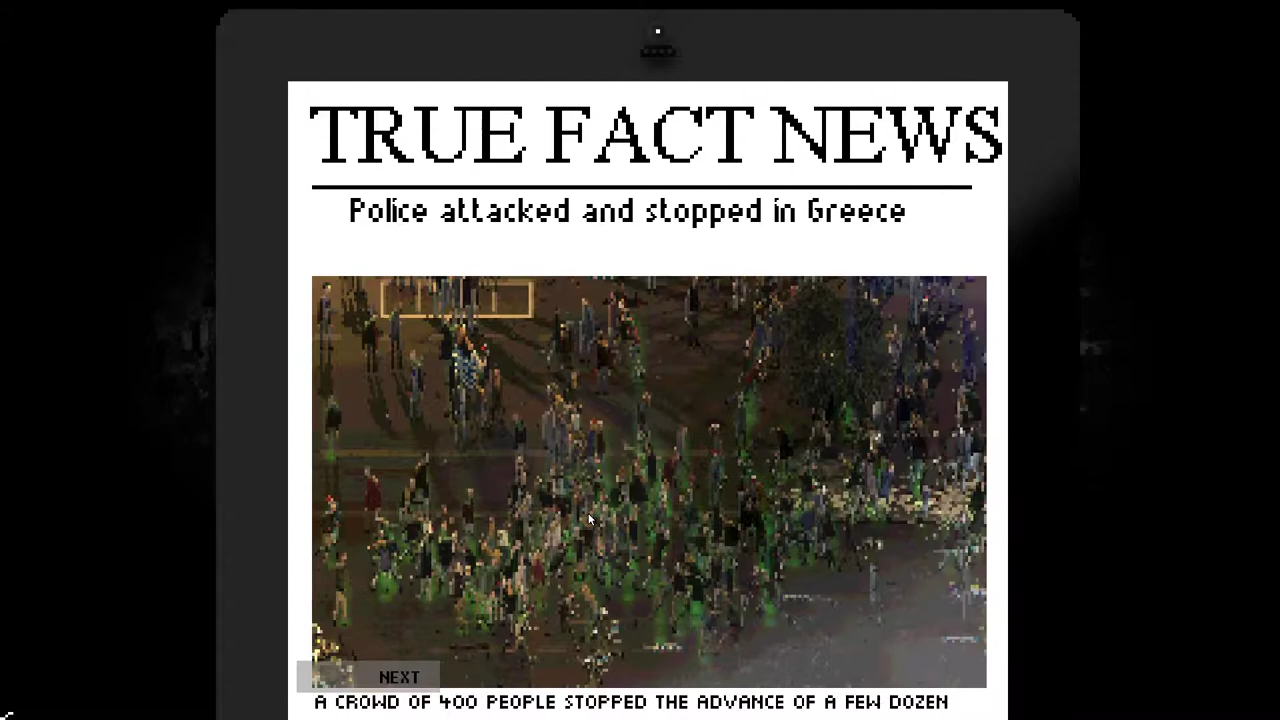 TRUE FACT NEWS
Police attacked and stopped in Greece
NEXT
A CROWD OF 400 PEOPLE STOPPED THE ADVANCE OF A FEW DOZEN